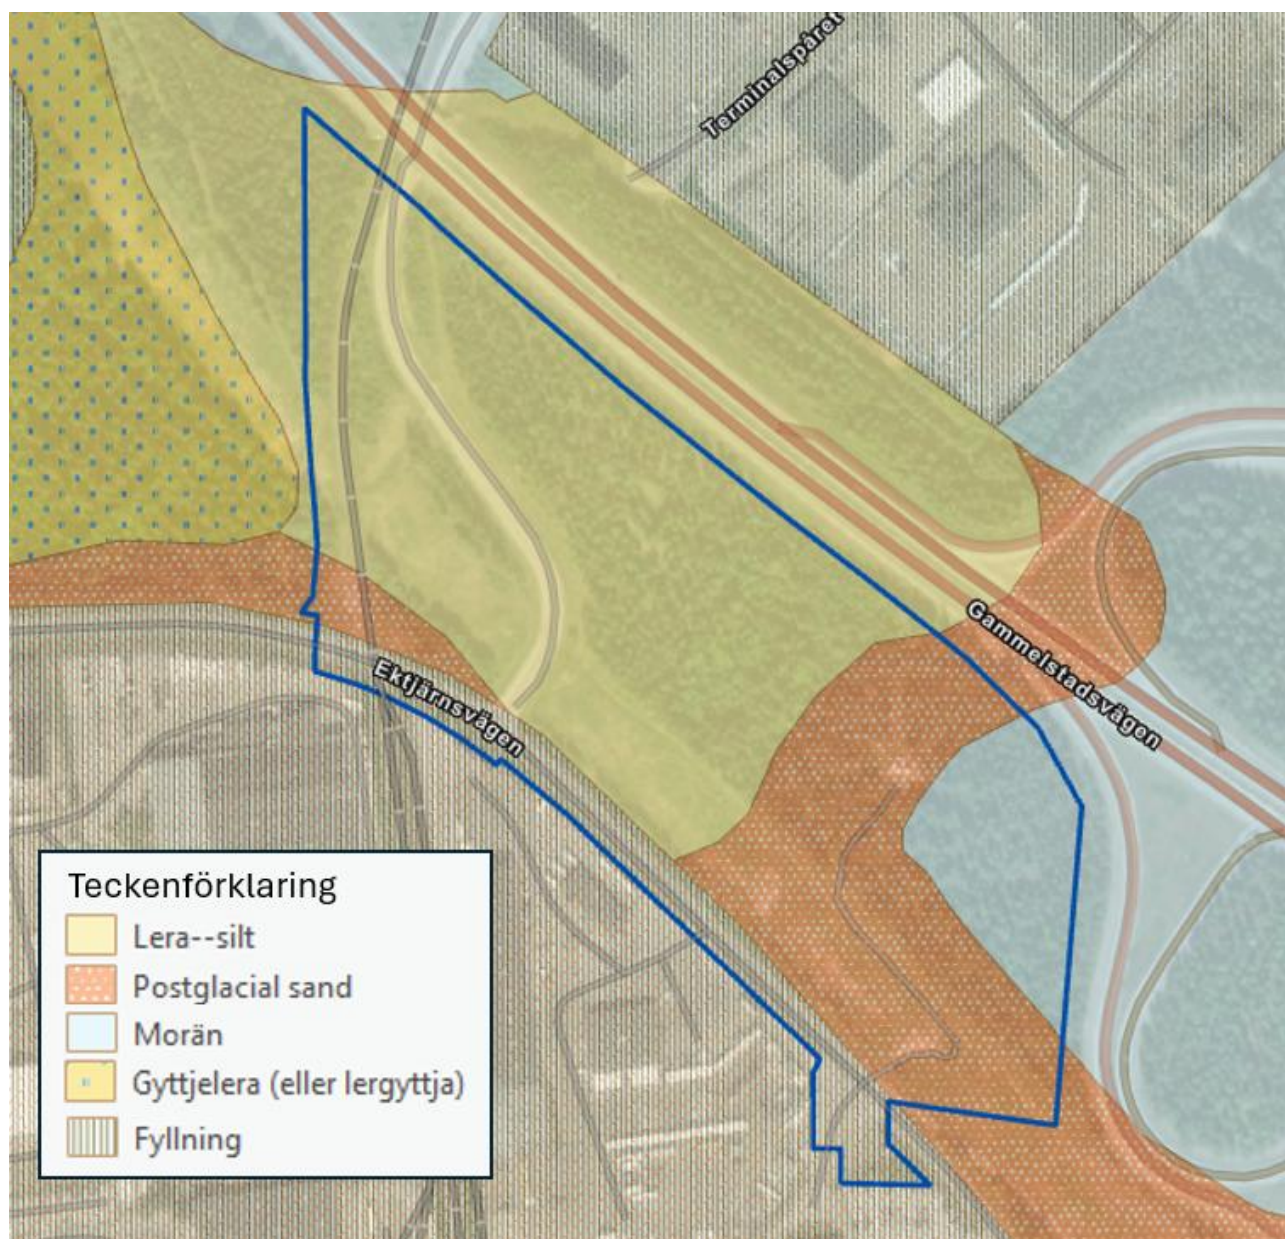 Terminalspåret
Gammelstadsvägen
Ektjärnsvägen
Teckenförklaring
Lera--silt
Postglacial sand
Morän
Gyttjelera (eller lergyttja)
Fyllning